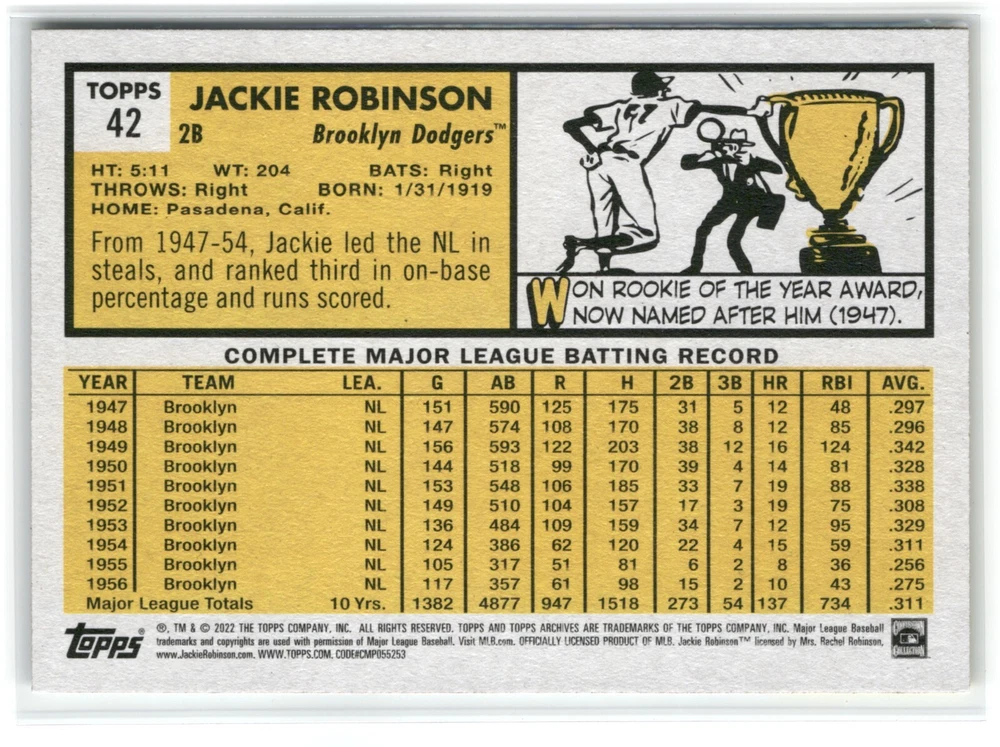 TOPPS
42
JACKIE ROBINSON
2B Brooklyn Dodgers™
HT: 5:11 WT: 204 BATS: Right
THROWS: Right BORN: 1/31/1919
HOME: Pasadena, Calif.
From 1947-54, Jackie led the NL in
steals, and ranked third in on-base
percentage and runs scored.
WON ROOKIE OF THE YEAR AWARD,
NOW NAMED AFTER HIM (1947).
COMPLETE MAJOR LEAGUE BATTING RECORD
YEAR TEAM LEA. G AB R H 2B 3B HR RBI AVG.
1947 Brooklyn NL 151 590 125 175 31 5 12 48 .297
1948 Brooklyn NL 147 574 108 170 38 8 12 85 .296
1949 Brooklyn NL 156 593 122 203 38 12 16 124 .342
1950 Brooklyn NL 144 518 99 170 39 4 14 81 .328
1951 Brooklyn NL 153 548 106 185 33 7 19 88 .338
1952 Brooklyn NL 149 510 104 157 17 3 19 75 .308
1953 Brooklyn NL 136 484 109 159 34 7 12 95 .329
1954 Brooklyn NL 124 386 62 120 22 4 15 59 .311
1955 Brooklyn NL 105 317 51 81 6 2 8 36 .256
1956 Brooklyn NL 117 357 61 98 15 2 10 43 .275
Major League Totals 10 Yrs. 1382 4877 947 1518 273 54 137 734 .311
topps®
®, TM & © 2022 THE TOPPS COMPANY, INC. ALL RIGHTS RESERVED. TOPPS AND TOPPS ARCHIVES ARE TRADEMARKS OF THE TOPPS COMPANY, INC. Major League Baseball
trademarks and copyrights are used with permission of Major League Baseball. Visit MLB.com. OFFICIALLY LICENSED PRODUCT OF MLB. Jackie Robinson™ licensed by Mrs. Rachel Robinson,
www.JackieRobinson.com. WWW.TOPPS.COM. CODE#CMP055253
COLLECTION